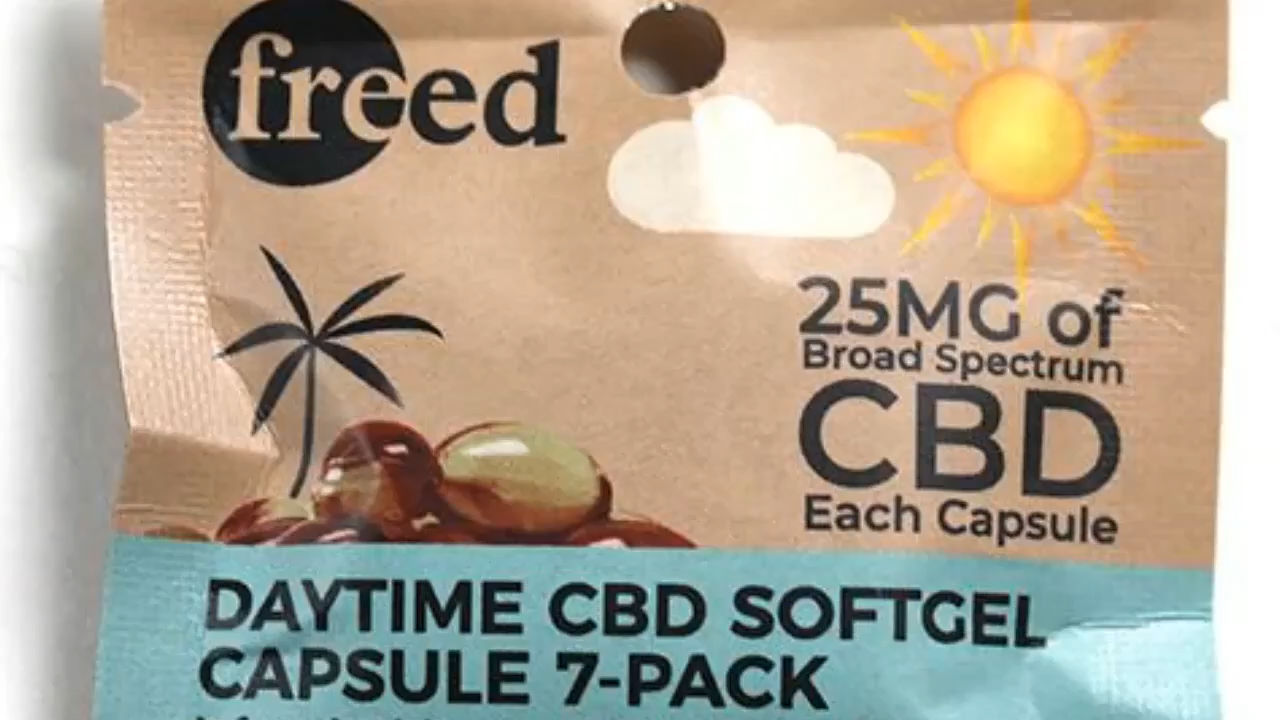 freed
25MG of
Broad Spectrum
CBD
Each Capsule
DAYTIME CBD SOFTGEL
CAPSULE 7-PACK